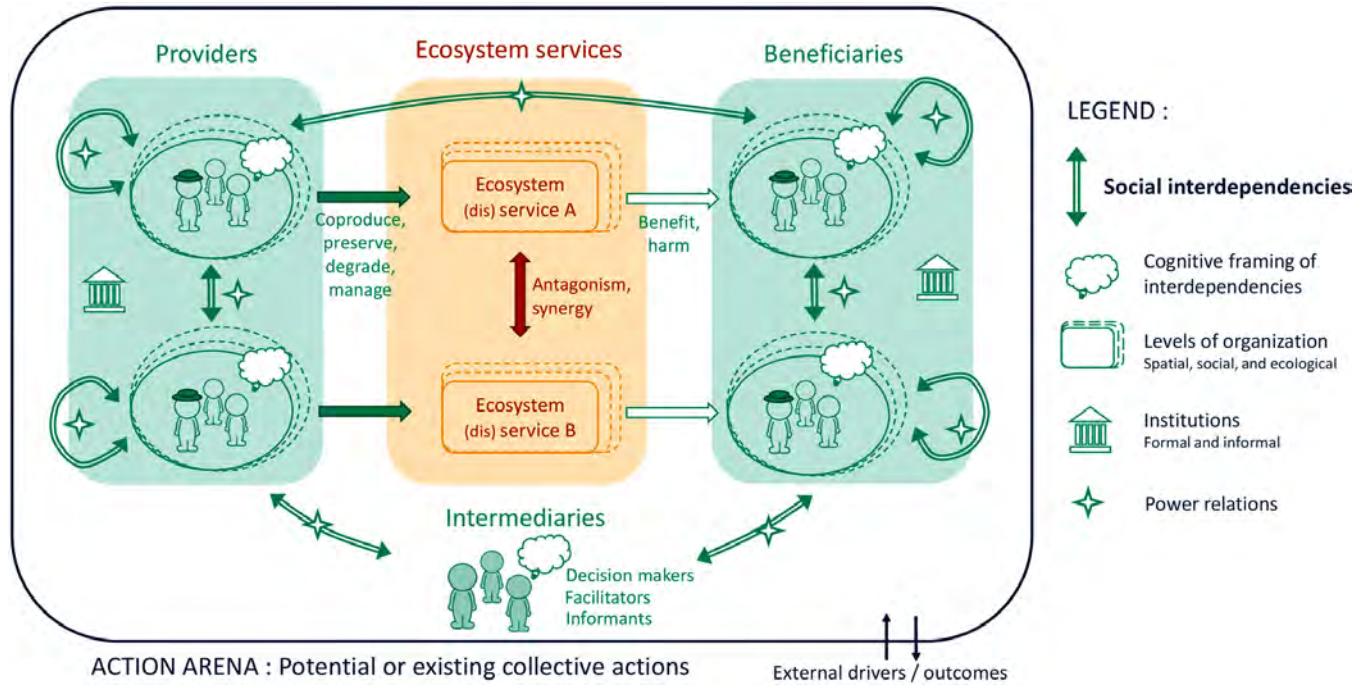 Providers
Ecosystem services
Beneficiaries
Ecosystem
(dis) service A
Coproduce,
preserve,
degrade,
manage
Benefit,
harm
Antagonism,
synergy
Ecosystem
(dis) service B
Intermediaries
Decision makers
Facilitators
Informants
ACTION ARENA : Potential or existing collective actions
External drivers / outcomes
LEGEND :
Social interdependencies
Cognitive framing of
interdependencies
Levels of organization
Spatial, social, and ecological
Institutions
Formal and informal
Power relations